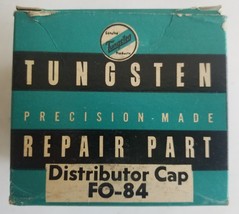 TUNGSTEN
PRECISION-MADE
REPAIR PART
Distributor Cap
FO-84